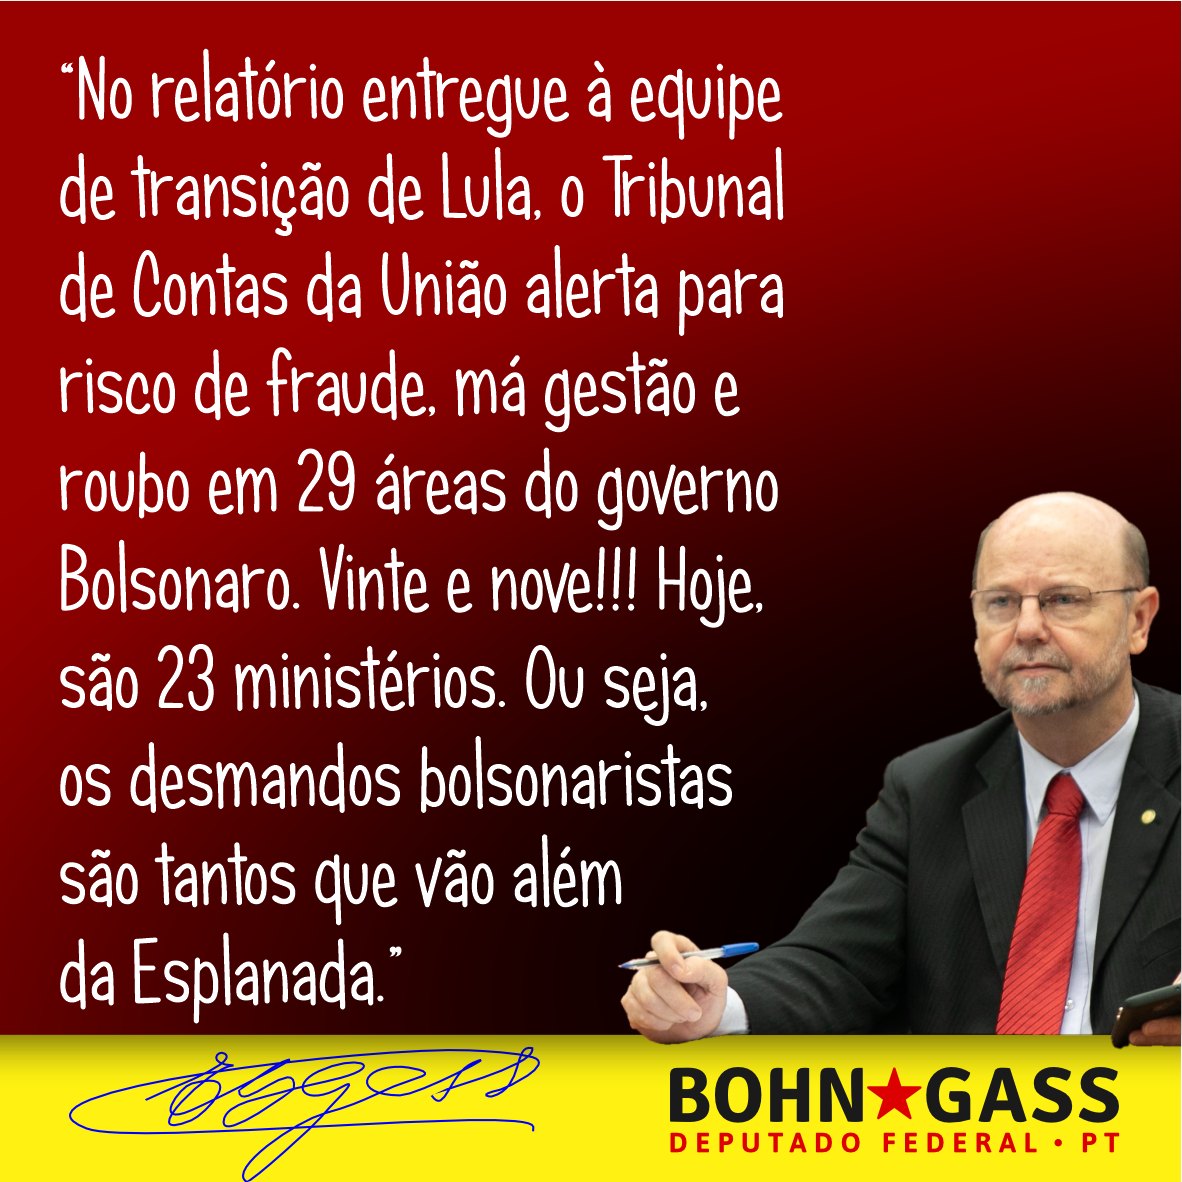 “No relatório entregue à equipe
de transição de Lula, o Tribunal
de Contas da União alerta para
risco de fraude, má gestão e
roubo em 29 áreas do governo
Bolsonaro. Vinte e nove!!! Hoje,
são 23 ministérios. Ou seja,
os desmandos bolsonaristas
são tantos que vão além
da Esplanada.”
BOHN★GASS
DEPUTADO FEDERAL • PT